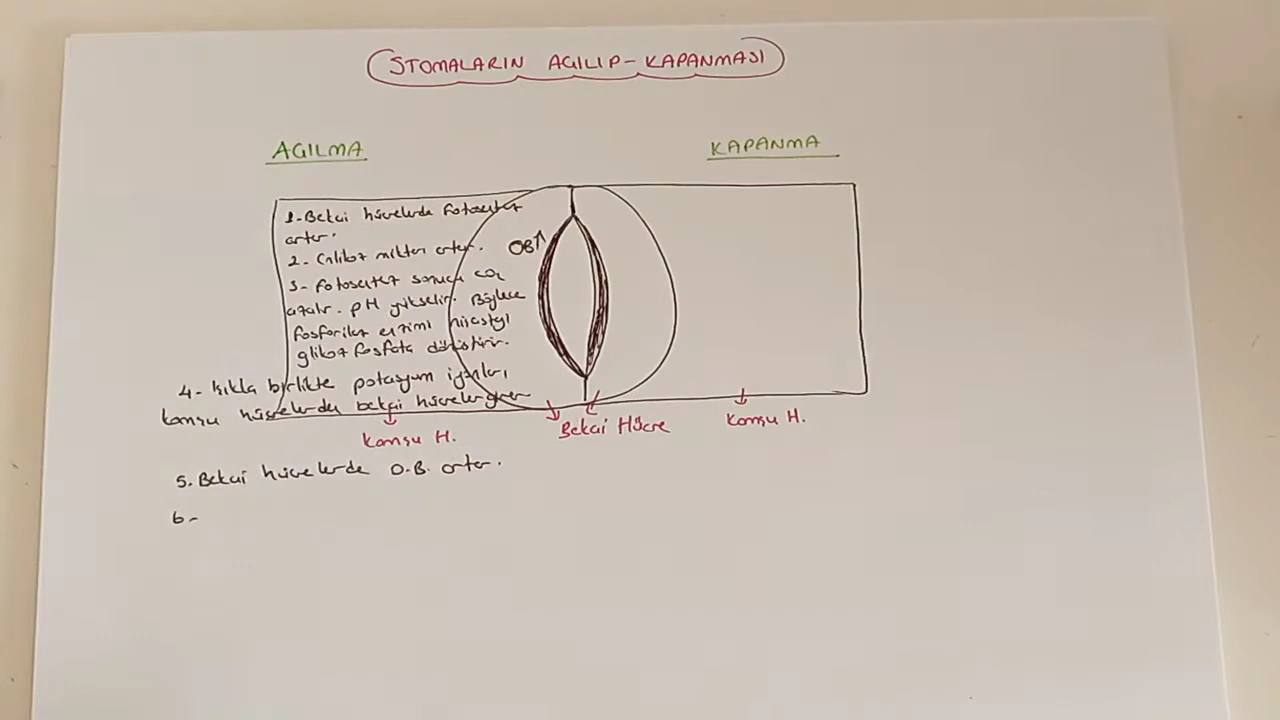 STOMALARIN AÇILIP-KAPANMASI
AÇILMA
KAPANMA
1-Bekçi hücrelerde Fotosentez
artar.
2- Glikoz miktarı artar.
OB↑
3- Fotosentez sonucu CO₂
azalır. pH yükselir. Böylece
fosforilaz enzimi nişastayı
glikoz fosfata dönüştürür.
4- Işıkla birlikte potasyum iyonları,
komşu hücrelerden bekçi hücrelere girer
Komşu H.
Bekçi Hücre
Komşu H.
5. Bekçi hücrelerde O.B. artar.
6-